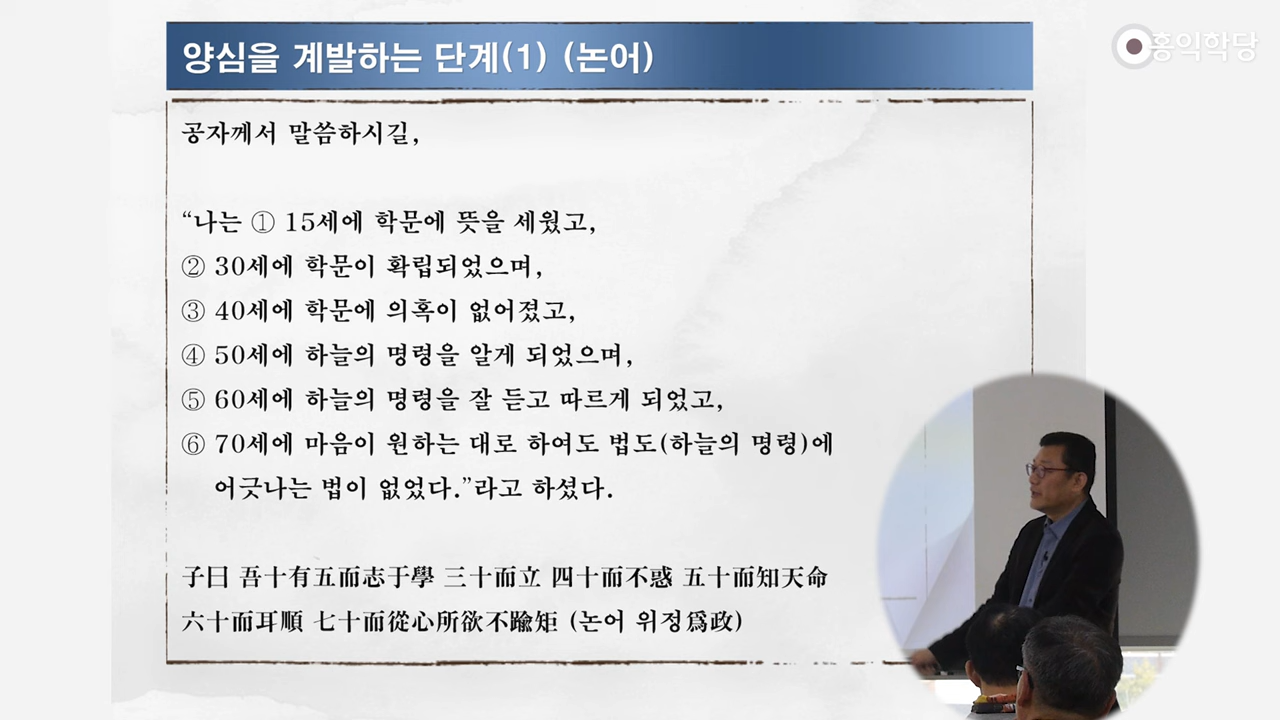 양심을 계발하는 단계(1) (논어)
홍익학당
공자께서 말씀하시길,
“나는 ① 15세에 학문에 뜻을 세웠고,
② 30세에 학문이 확립되었으며,
③ 40세에 학문에 의혹이 없어졌고,
④ 50세에 하늘의 명령을 알게 되었으며,
⑤ 60세에 하늘의 명령을 잘 듣고 따르게 되었고,
⑥ 70세에 마음이 원하는 대로 하여도 법도(하늘의 명령)에
어긋나는 법이 없었다.”라고 하셨다.
子曰 吾十有五而志于學 三十而立 四十而不惑 五十而知天命
六十而耳順 七十而從心所欲不踰矩 (논어 위정爲政)